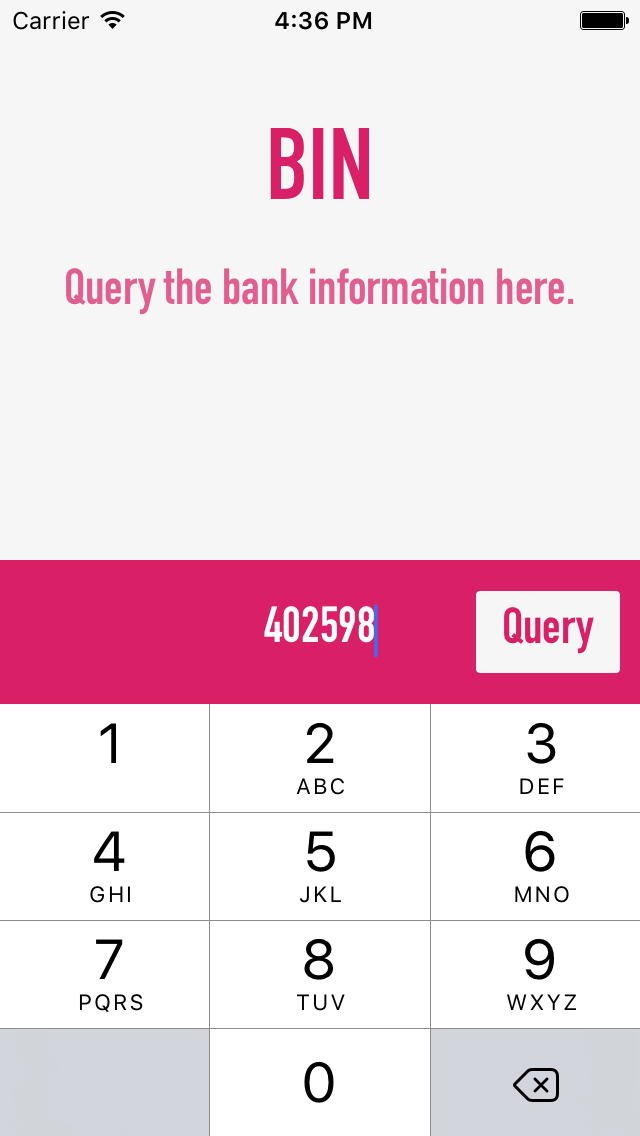 Carrier 4:36 PM
BIN
Query the bank information here.
402598 Query
1 2 3
ABC DEF
4 5 6
GHI JKL MNO
7 8 9
PQRS TUV WXYZ
0